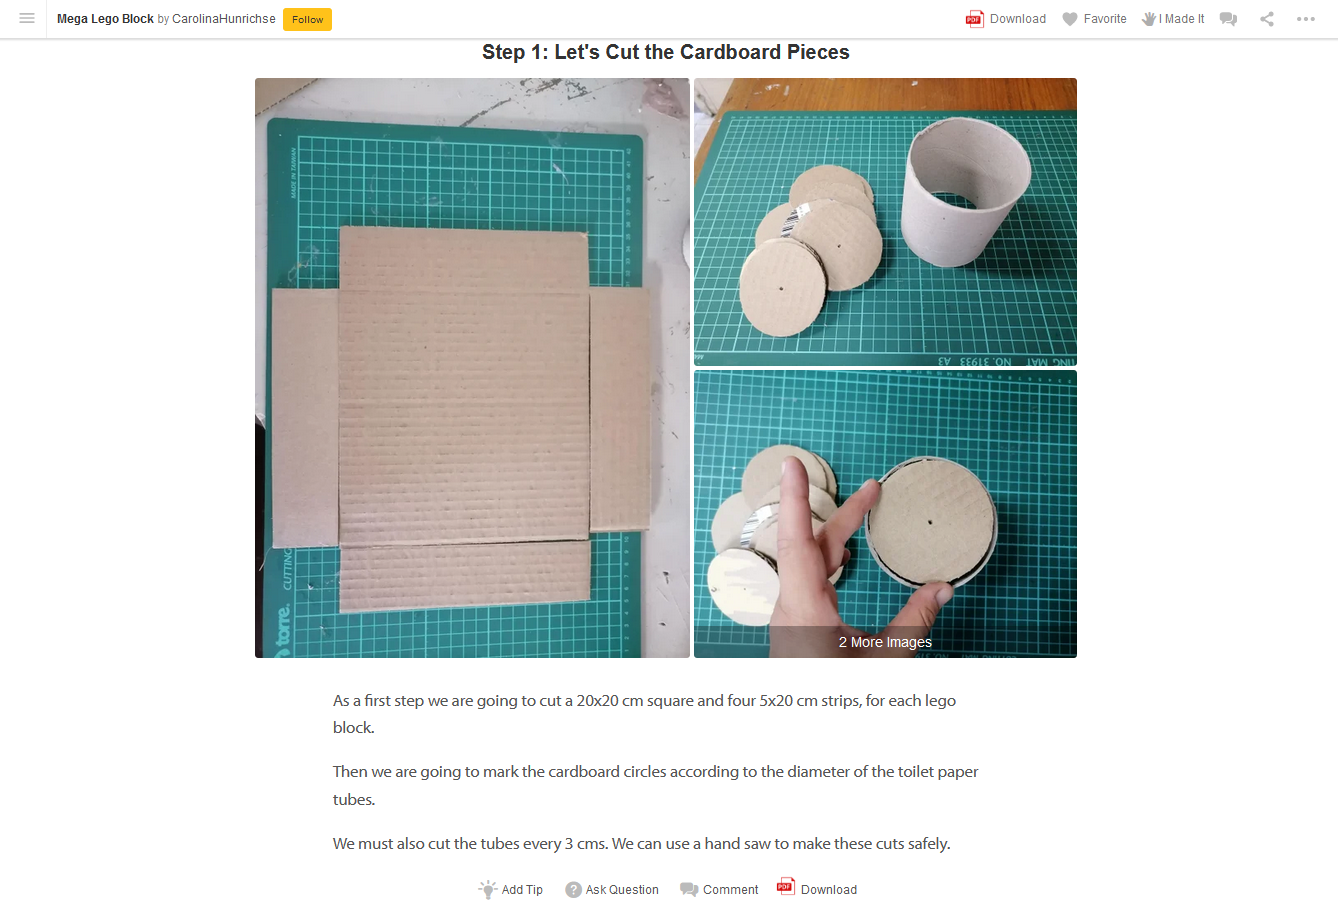 Mega Lego Block by CarolinaHunrichse Follow Download Favorite I Made It
Step 1: Let's Cut the Cardboard Pieces
MADE IN TAIWAN
CUTTING
torre.
NO. 31933 A3
2 More Images
As a first step we are going to cut a 20x20 cm square and four 5x20 cm strips, for each lego
block.
Then we are going to mark the cardboard circles according to the diameter of the toilet paper
tubes.
We must also cut the tubes every 3 cms. We can use a hand saw to make these cuts safely.
Add Tip Ask Question Comment PDF Download